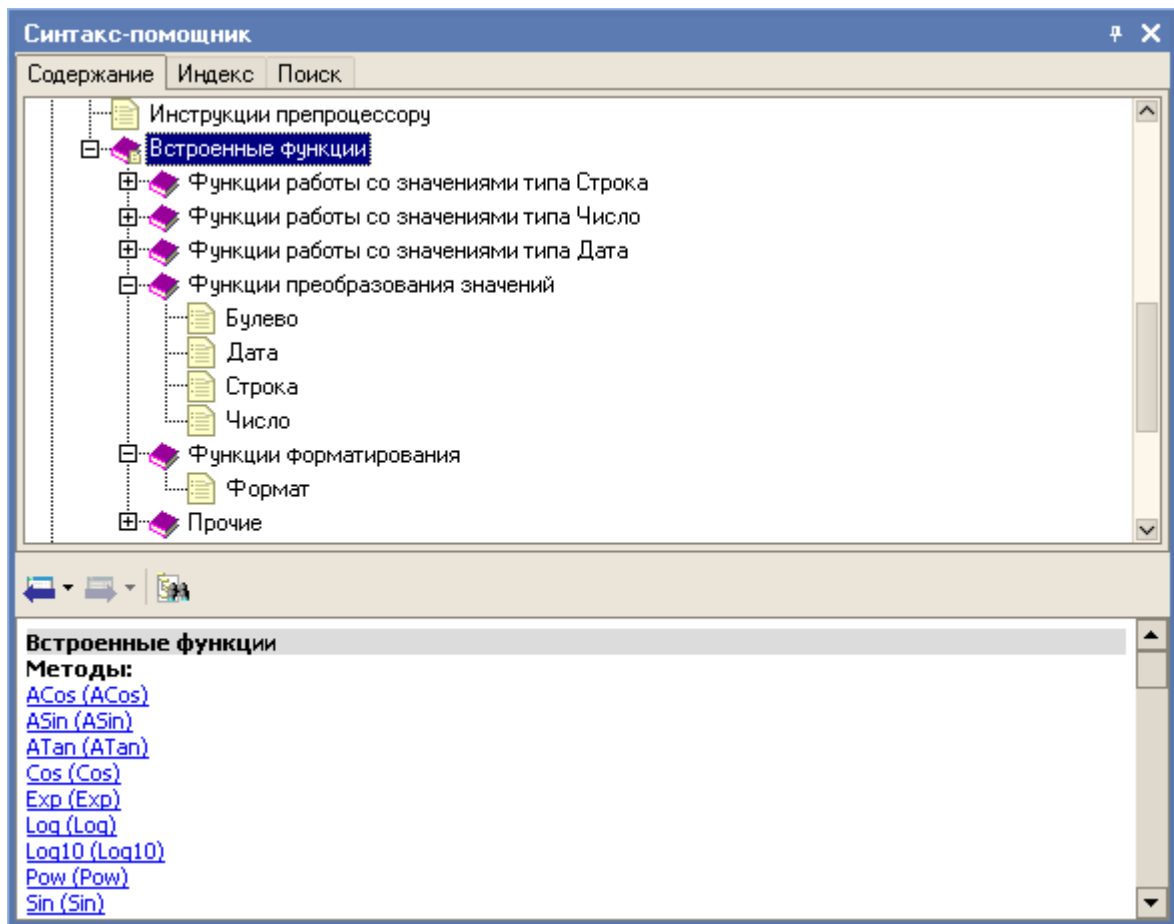 Синтакс-помощник
Содержание Индекс Поиск
Инструкции препроцессору
Встроенные функции
Функции работы со значениями типа Строка
Функции работы со значениями типа Число
Функции работы со значениями типа Дата
Функции преобразования значений
Булево
Дата
Строка
Число
Функции форматирования
Формат
Прочие
Встроенные функции
Методы:
ACos (ACos)
ASin (ASin)
ATan (ATan)
Cos (Cos)
Exp (Exp)
Log (Log)
Log10 (Log10)
Pow (Pow)
Sin (Sin)